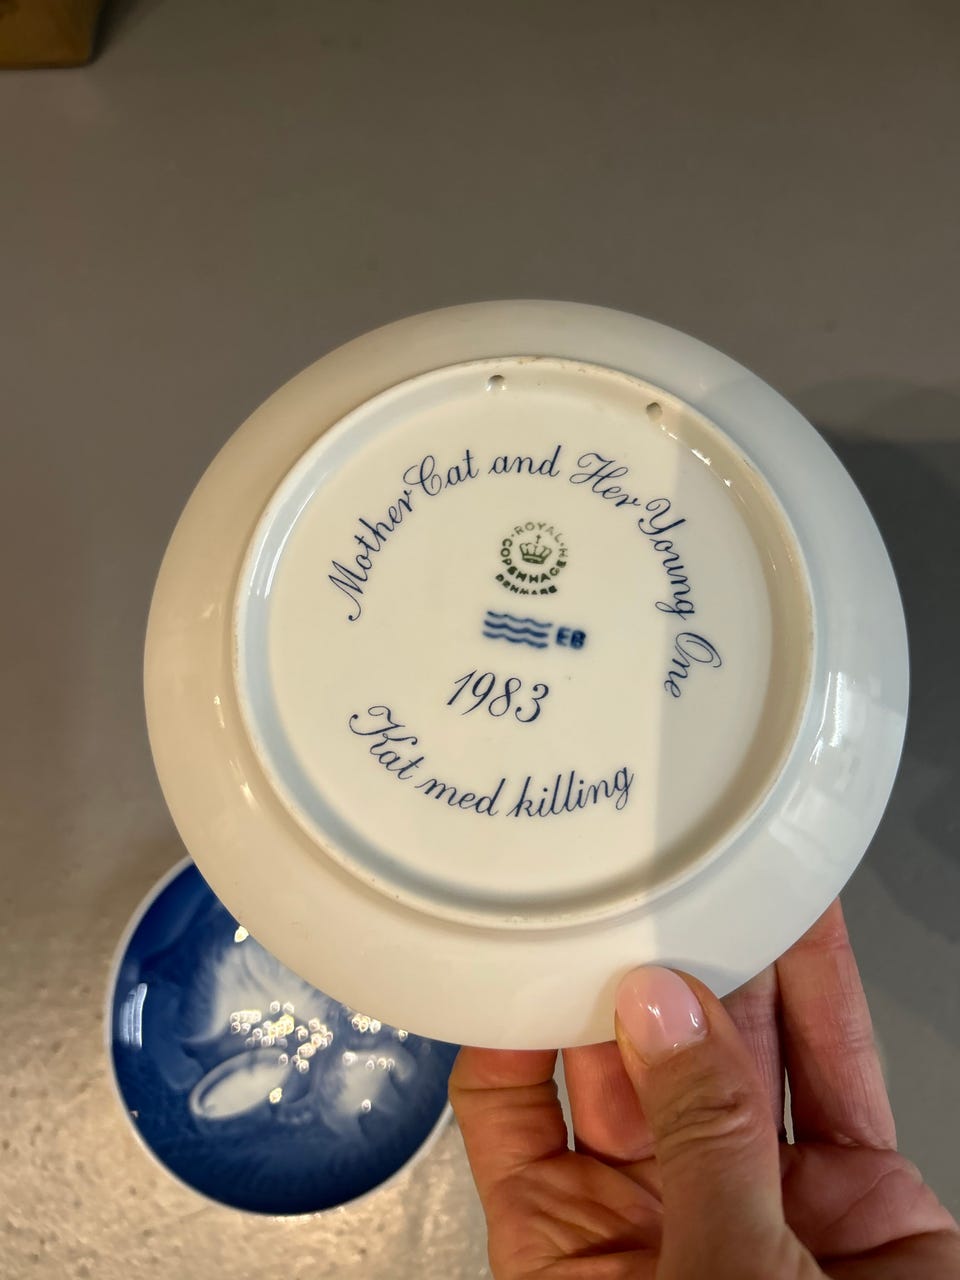 Mother Cat and Her Young One
ROYAL COPENHAGEN
DENMARK
EB
1983
Kat med killing